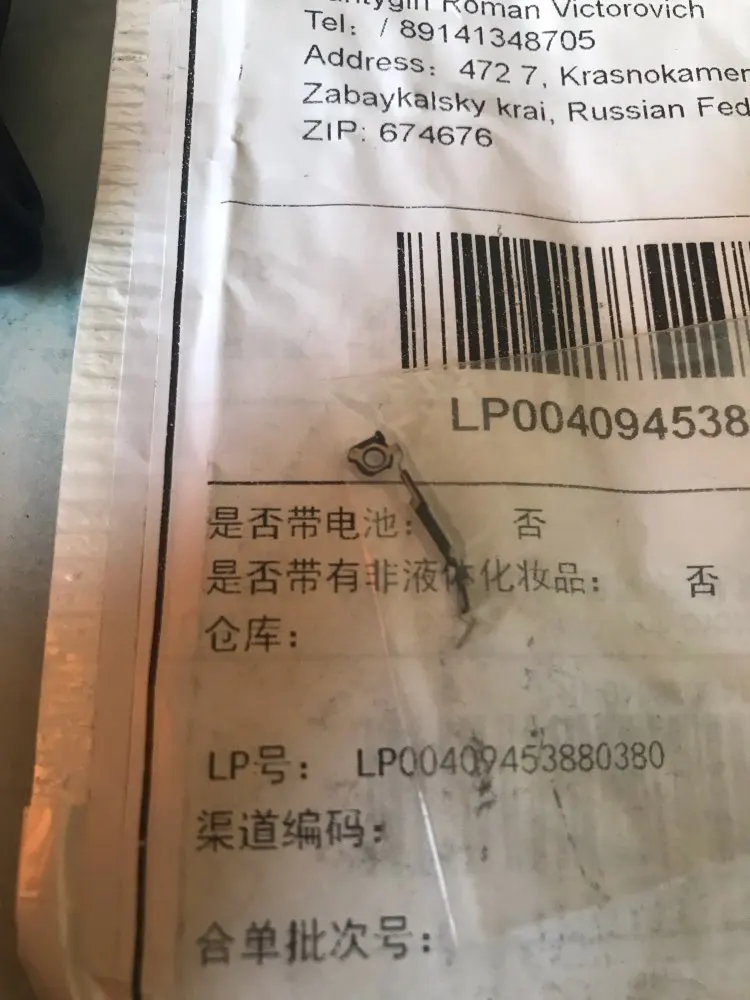 Roman Victorovich
Tel: / 89141348705
Address: 472 7, Krasnokamen
Zabaykalsky krai, Russian Fed
ZIP: 674676
LP004094538
是否带电池: 否
是否带有非液体化妆品: 否
仓库:
LP号: LP00409453880380
渠道编码:
合单批次号: